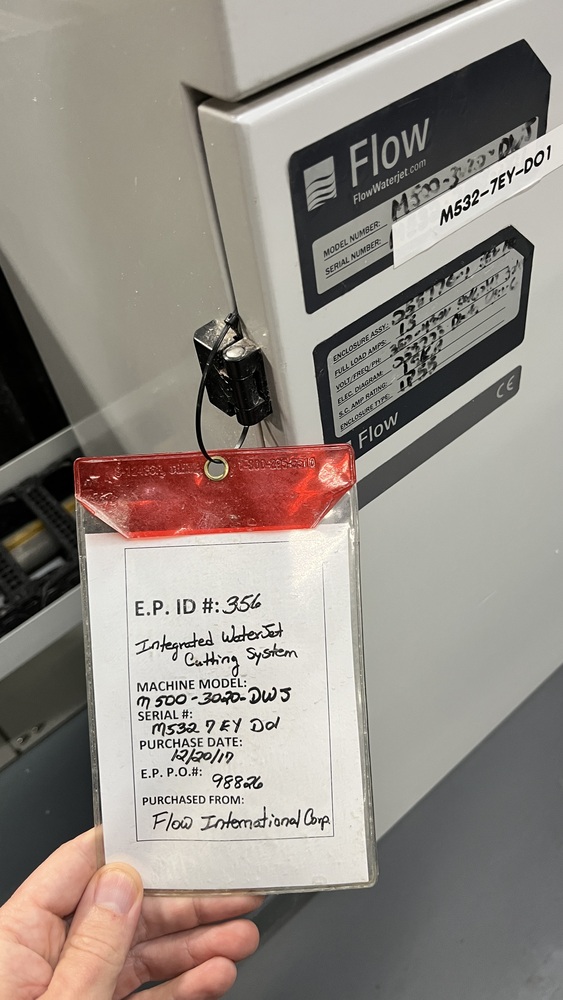 Flow
FlowWaterjet.com
MODEL NUMBER:
SERIAL NUMBER:
M532-7EY-D01
ENCLOSURE ASSY:
FULL LOAD AMPS:
VOLT/FREQ/PH:
ELEC. DIAGRAM:
S.C. AMP RATING:
ENCLOSURE TYPE:
Flow
CE
E.P. ID #: 356
Integrated WaterJet
Cutting System
MACHINE MODEL:
M500-3020-DWJ
SERIAL #:
M532 7EY D01
PURCHASE DATE:
12/20/17
E.P. P.O.#: 98826
PURCHASED FROM:
Flow International Corp.